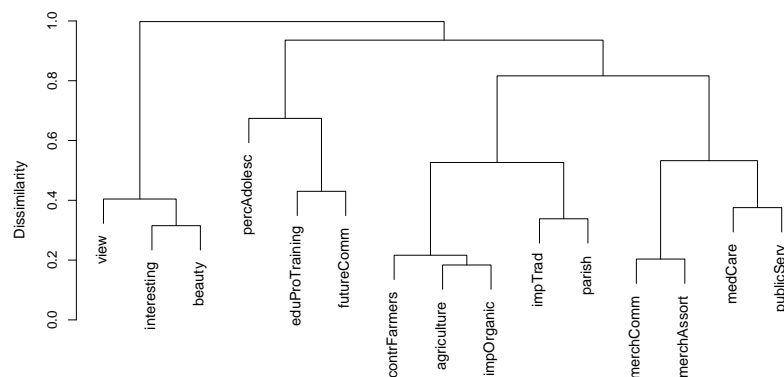 Dissimilarity
1.0
0.8
0.6
0.4
0.2
0.0
view
interesting
beauty
percAdolesc
eduProTraining
futureComm
contrFarmers
agriculture
impOrganic
impTrad
parish
merchComm
merchAssort
medCare
publicServ